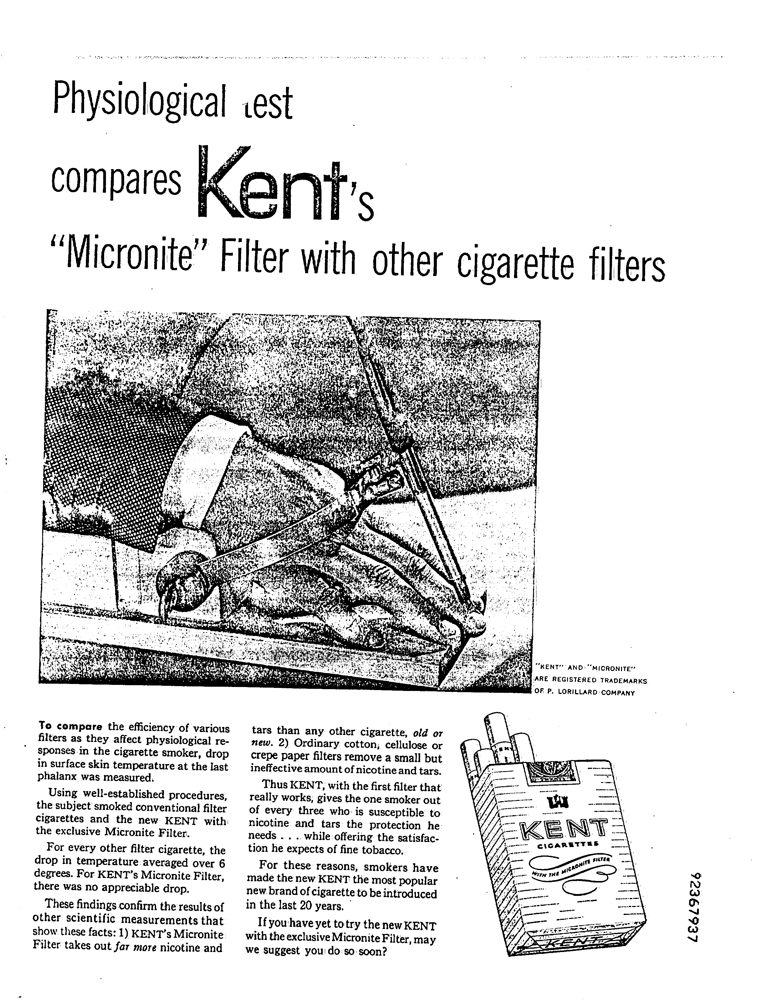 Physiological test
compares Kent's
“Micronite” Filter with other cigarette filters
"KENT" AND "MICRONITE"
ARE REGISTERED TRADEMARKS
OF P. LORILLARD COMPANY
To compare the efficiency of various
filters as they affect physiological re-
sponses in the cigarette smoker, drop
in surface skin temperature at the last
phalanx was measured.
Using well-established procedures,
the subject smoked conventional filter
cigarettes and the new KENT with
the exclusive Micronite Filter.
For every other filter cigarette, the
drop in temperature averaged over 6
degrees. For KENT's Micronite Filter,
there was no appreciable drop.
These findings confirm the results of
other scientific measurements that
show these facts: 1) KENT's Micronite
Filter takes out far more nicotine and
tars than any other cigarette, old or
new. 2) Ordinary cotton, cellulose or
crepe paper filters remove a small but
ineffective amount of nicotine and tars.
Thus KENT, with the first filter that
really works, gives the one smoker out
of every three who is susceptible to
nicotine and tars the protection he
needs . . . while offering the satisfac-
tion he expects of fine tobacco.
For these reasons, smokers have
made the new KENT the most popular
new brand of cigarette to be introduced
in the last 20 years.
If you have yet to try the new KENT
with the exclusive Micronite Filter, may
we suggest you do so soon?
KENT
CIGARETTES
WITH THE MICRONITE FILTER
KENT
92367937